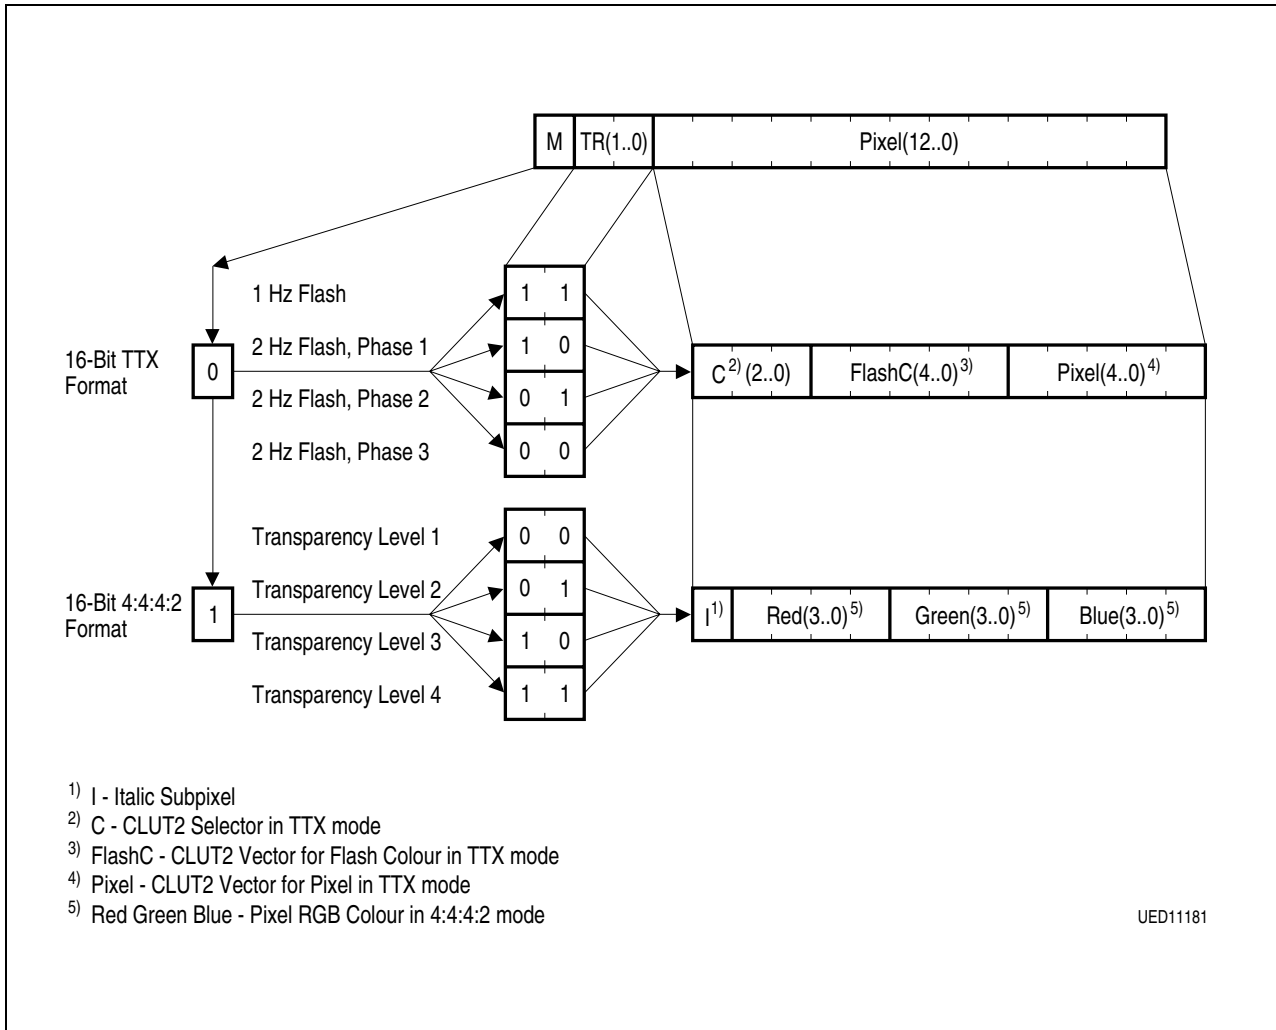 M TR(1..0) Pixel(12..0)
1 Hz Flash 1 1
2 Hz Flash, Phase 1 1 0
16-Bit TTX
Format
0
C2) (2..0) FlashC(4..0)3) Pixel(4..0)4)
2 Hz Flash, Phase 2 0 1
2 Hz Flash, Phase 3 0 0
Transparency Level 1 0 0
Transparency Level 2 0 1
16-Bit 4:4:4:2
Format
1
I1) Red(3..0)5) Green(3..0)5) Blue(3..0)5)
Transparency Level 3 1 0
Transparency Level 4 1 1
1) I - Italic Subpixel
2) C - CLUT2 Selector in TTX mode
3) FlashC - CLUT2 Vector for Flash Colour in TTX mode
4) Pixel - CLUT2 Vector for Pixel in TTX mode
5) Red Green Blue - Pixel RGB Colour in 4:4:4:2 mode
UED11181